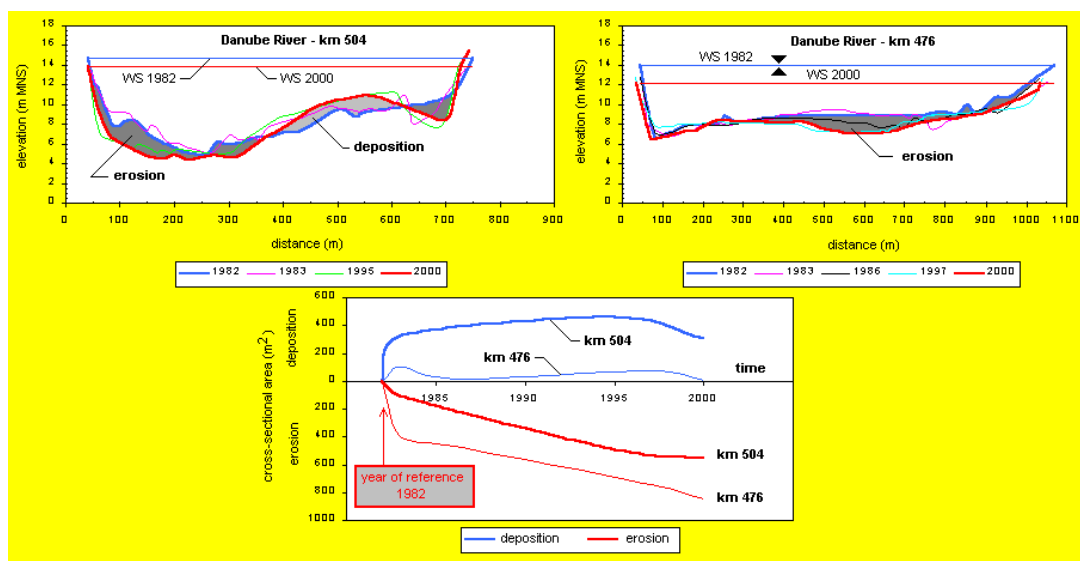 Danube River - km 504
elevation (m MNS)
18
16
14
12
10
8
6
4
2
0
WS 1982
WS 2000
deposition
erosion
0 100 200 300 400 500 600 700 800 900
distance (m)
1982 1983 1995 2000
Danube River - km 476
elevation (m MNS)
18
16
14
12
10
8
6
4
2
0
WS 1982
WS 2000
erosion
0 100 200 300 400 500 600 700 800 900 1000 1100
distance (m)
1982 1983 1986 1997 2000
cross-sectional area (m2)
deposition
erosion
600
400
200
0
200
400
600
800
1000
km 504
km 476
time
1985 1990 1995 2000
km 504
km 476
year of reference
1982
deposition erosion